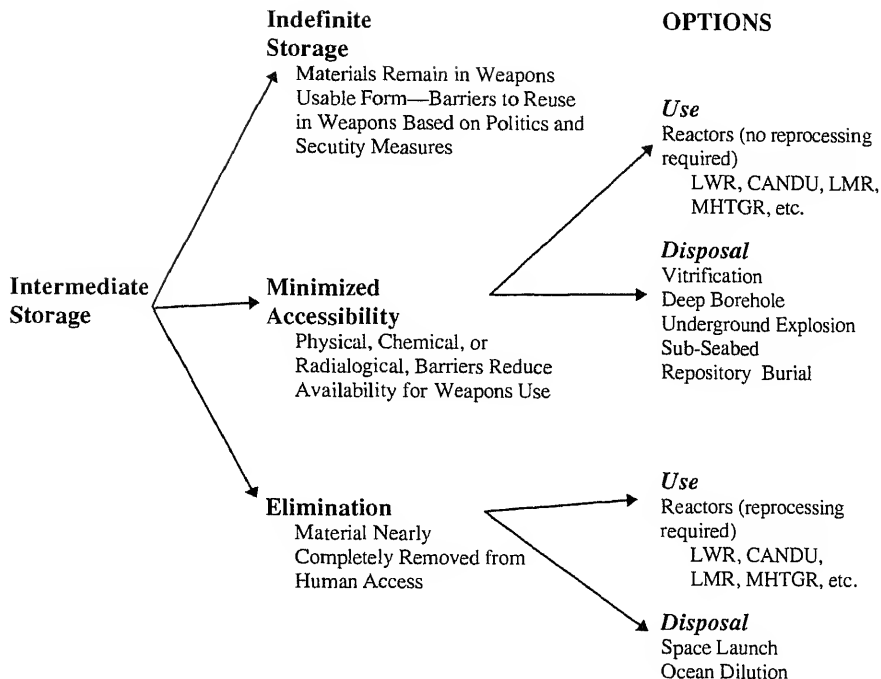 Indefinite
Storage
Materials Remain in Weapons
Usable Form—Barriers to Reuse
in Weapons Based on Politics and
Secutity Measures
OPTIONS
Intermediate
Storage
Minimized
Accessibility
Physical, Chemical, or
Radialogical, Barriers Reduce
Availability for Weapons Use
Use
Reactors (no reprocessing
required)
LWR, CANDU, LMR,
MHTGR, etc.
Disposal
Vitrification
Deep Borehole
Underground Explosion
Sub-Seabed
Repository Burial
Elimination
Material Nearly
Completely Removed from
Human Access
Use
Reactors (reprocessing
required)
LWR, CANDU,
LMR, MHTGR, etc.
Disposal
Space Launch
Ocean Dilution